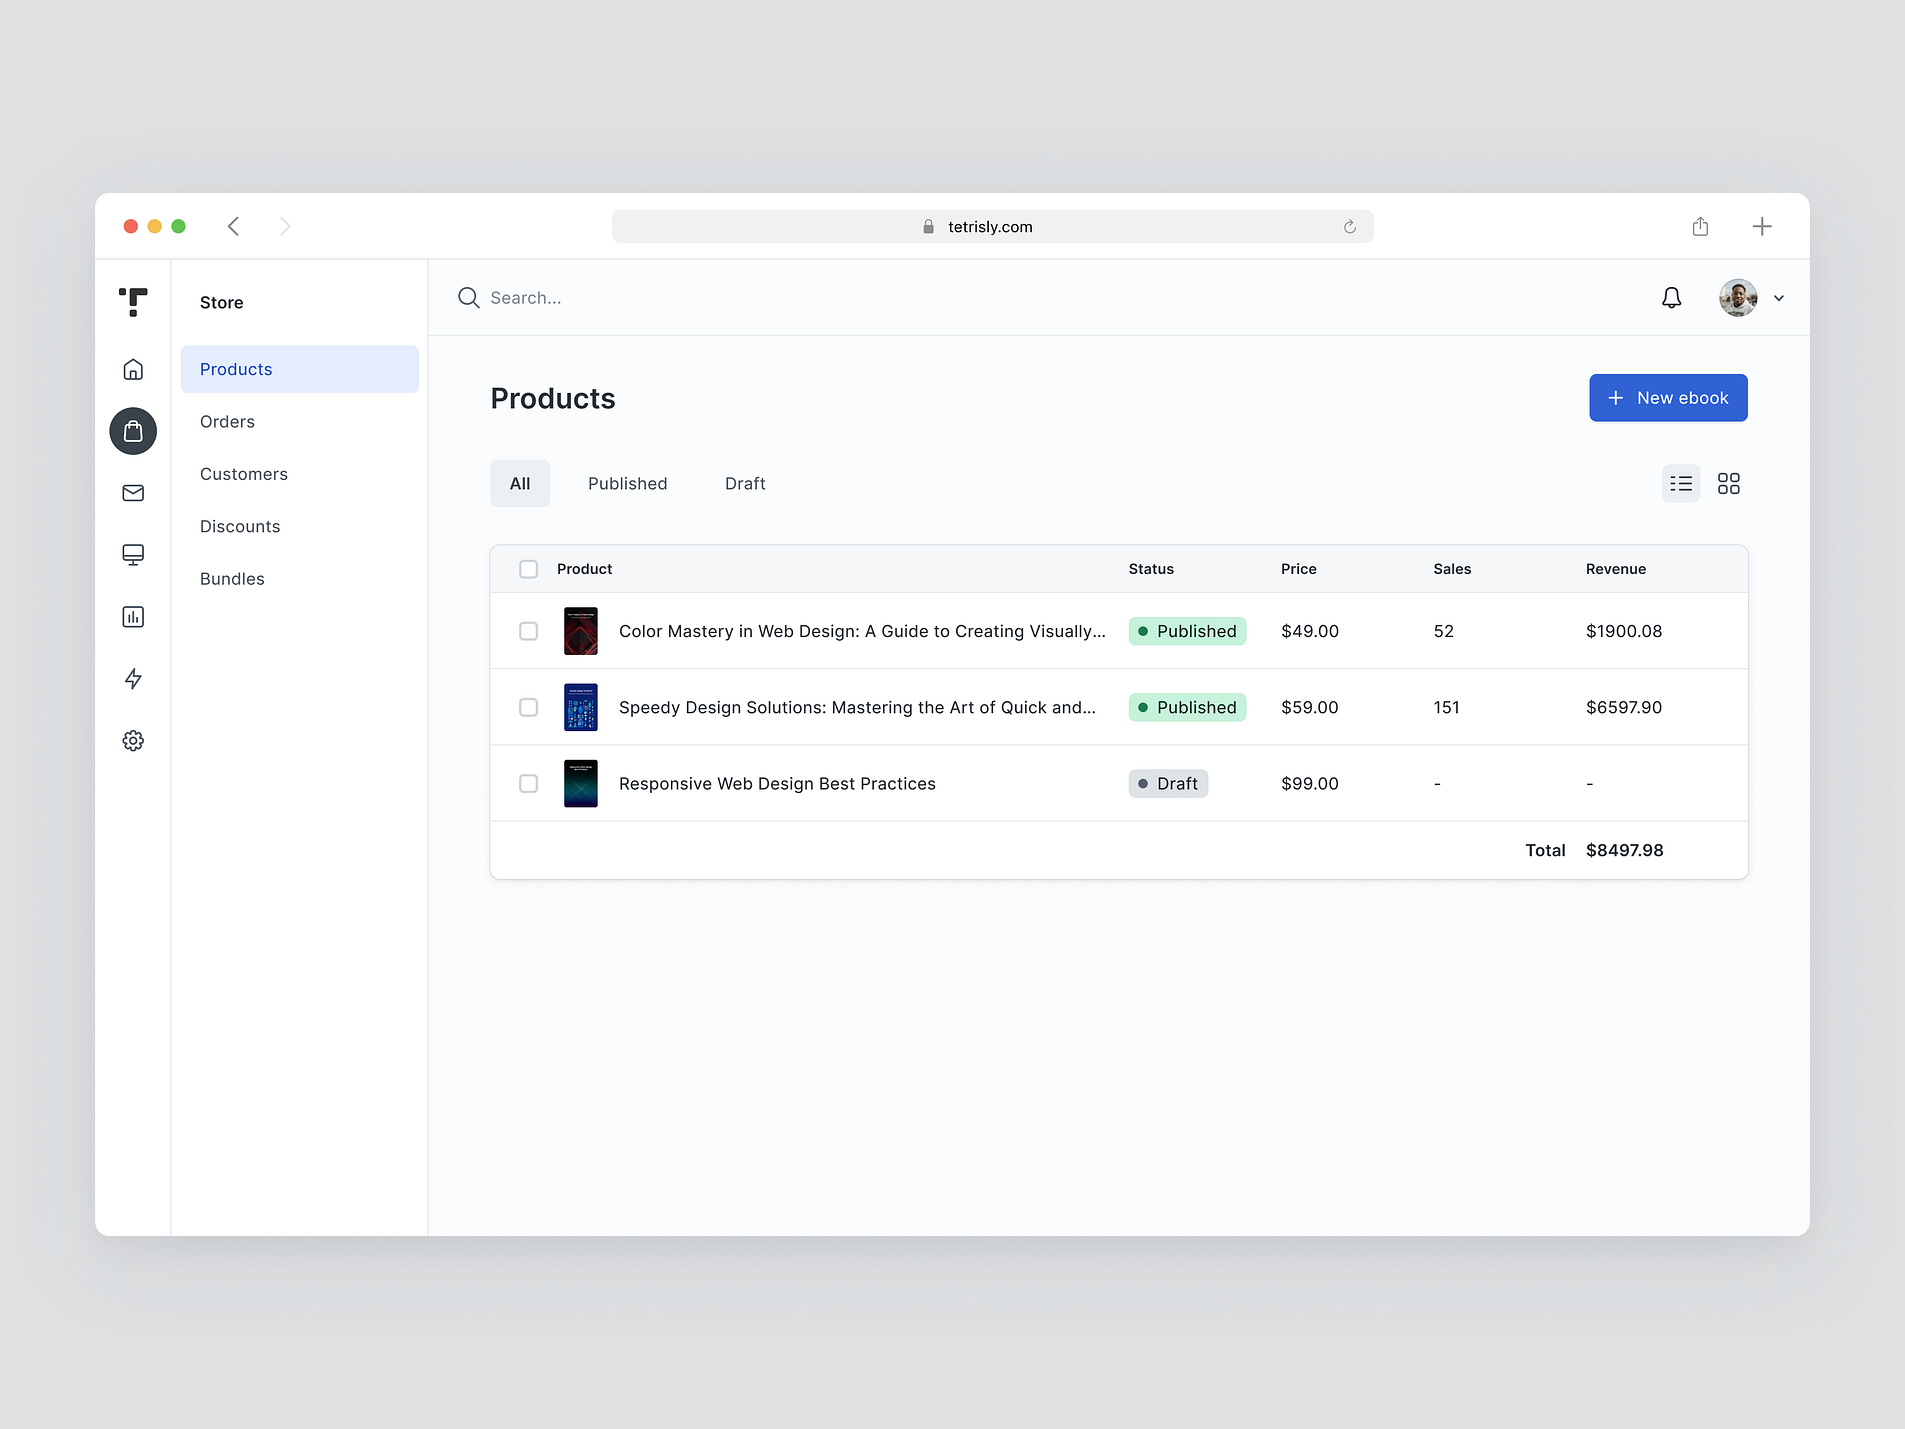 tetrisly.com
Store
Search...
Products
Orders
Customers
Discounts
Bundles
Products
New ebook
All
Published
Draft
Product
Status
Price
Sales
Revenue
Color Mastery in Web Design: A Guide to Creating Visually...
Published
$49.00
52
$1900.08
Speedy Design Solutions: Mastering the Art of Quick and...
Published
$59.00
151
$6597.90
Responsive Web Design Best Practices
Draft
$99.00
-
-
Total
$8497.98